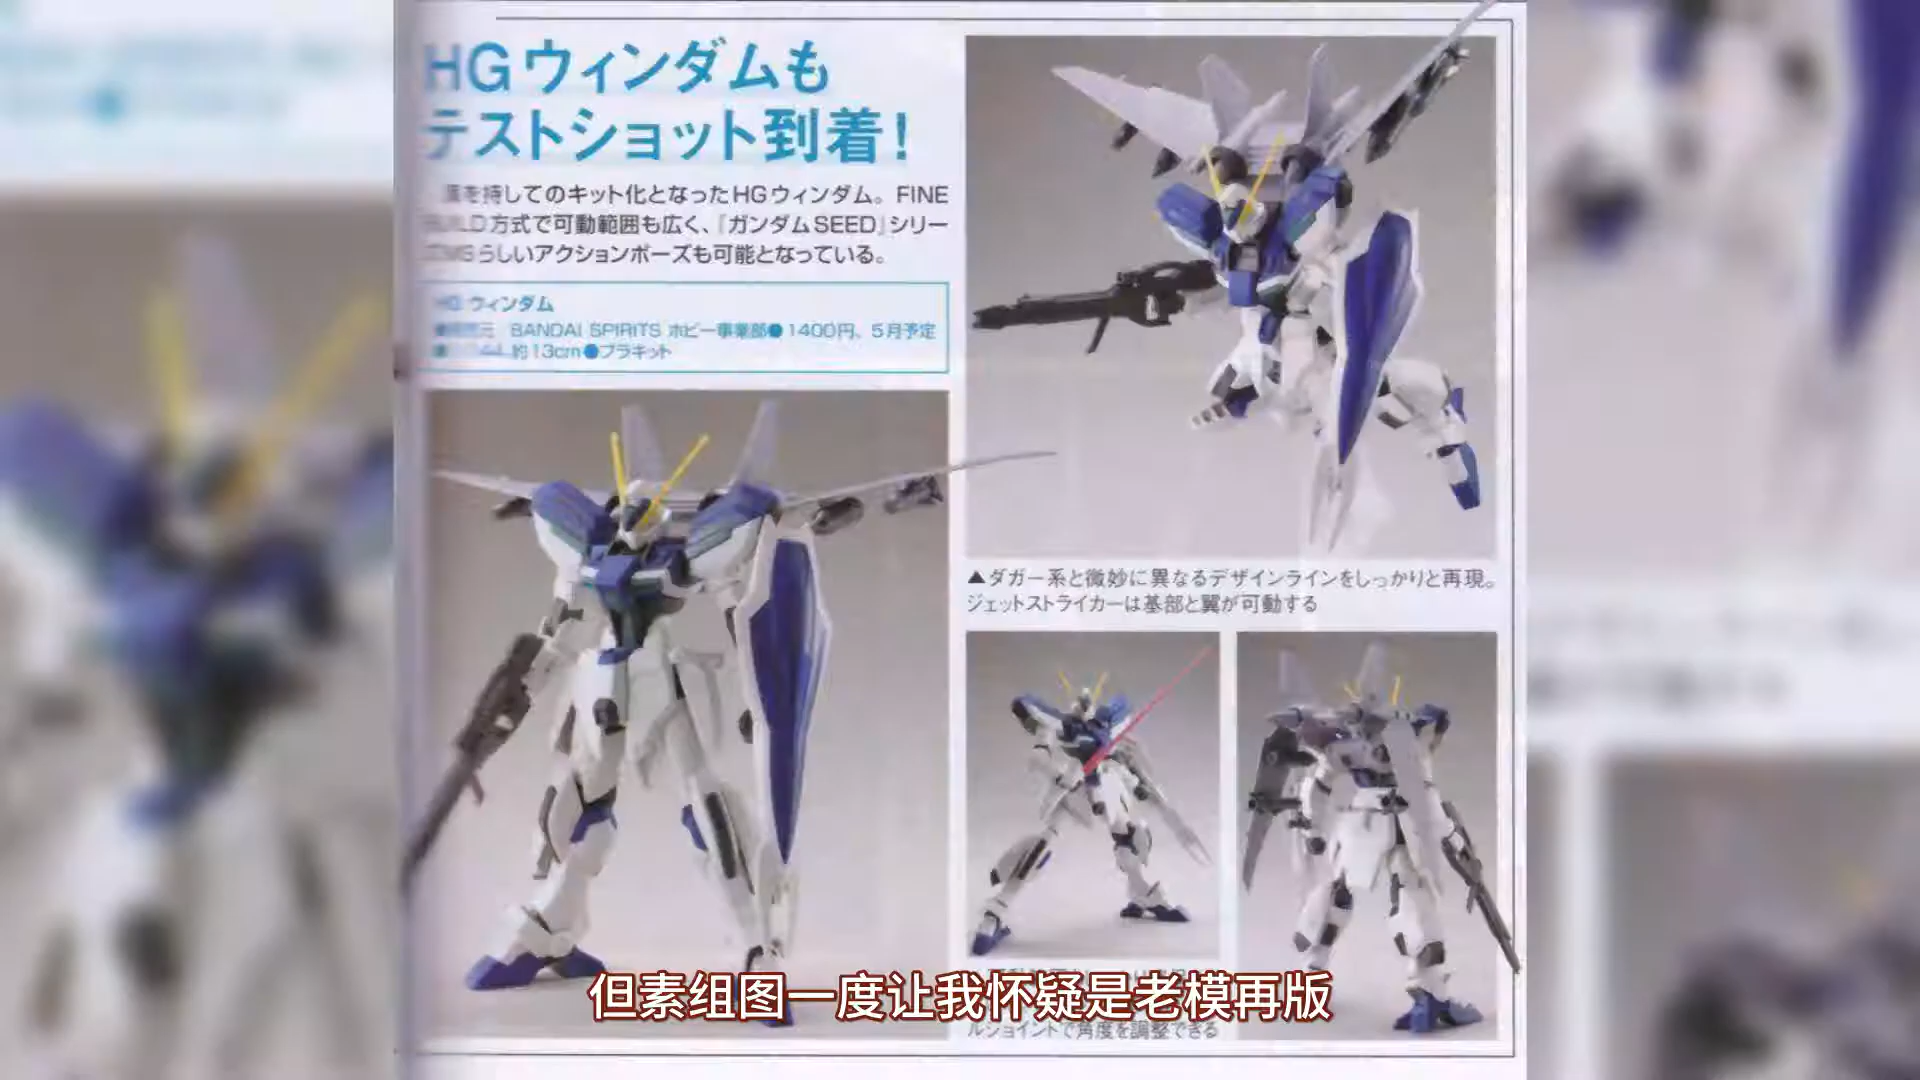 HGウィンダムも
テストショット到着!
を持してのキット化となったHGウィンダム。FINE
BUILD方式で可動範囲も広く、『ガンダムSEED』シリー
らしいアクションポーズも可能となっている。
HG ウィンダム
BANDAI SPIRITS ホビー事業部●1400円、5月予定
約13cm●プラキット
▲ダガー系と微妙に異なるデザインラインをしっかりと再現。
ジェットストライカーは基部と翼が可動する
ルジョイントで角度を調整できる
但素组图一度让我怀疑是老模再版